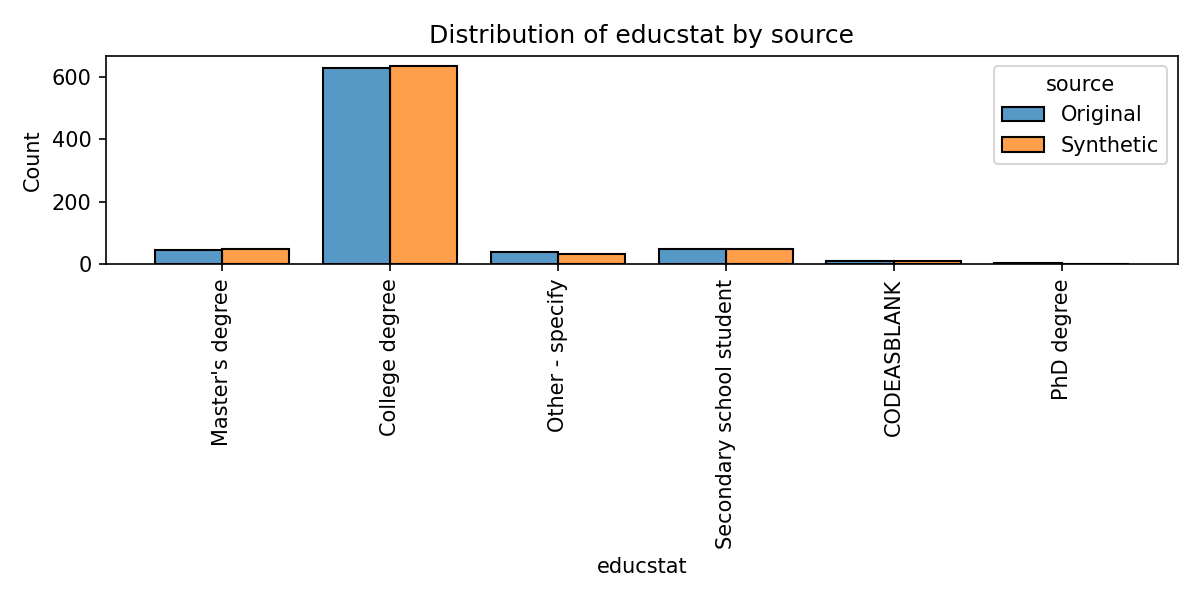 Distribution of educstat by source
source
Original
Synthetic
Count
600
400
200
0
Master's degree
College degree
Other - specify
Secondary school student
CODEASBLANK
PhD degree
educstat